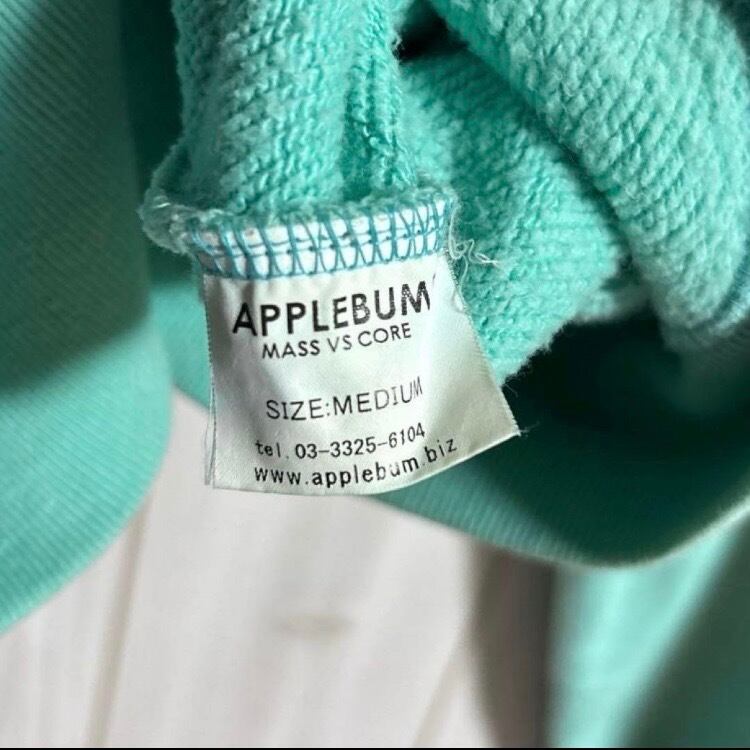 APPLEBUM
MASS VS CORE
SIZE:MEDIUM
tel. 03-3325-6104
www.applebum.biz